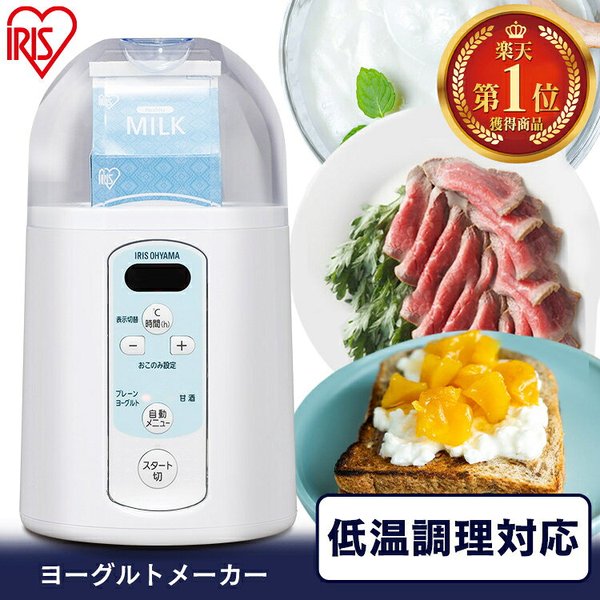 IRIS
楽天
第1位
獲得商品
MILK
IRIS OHYAMA
表示切替
℃
時間(h)
− +
おこのみ設定
プレーン
ヨーグルト
甘酒
自動
メニュー
スタート
切
低温調理対応
ヨーグルトメーカー